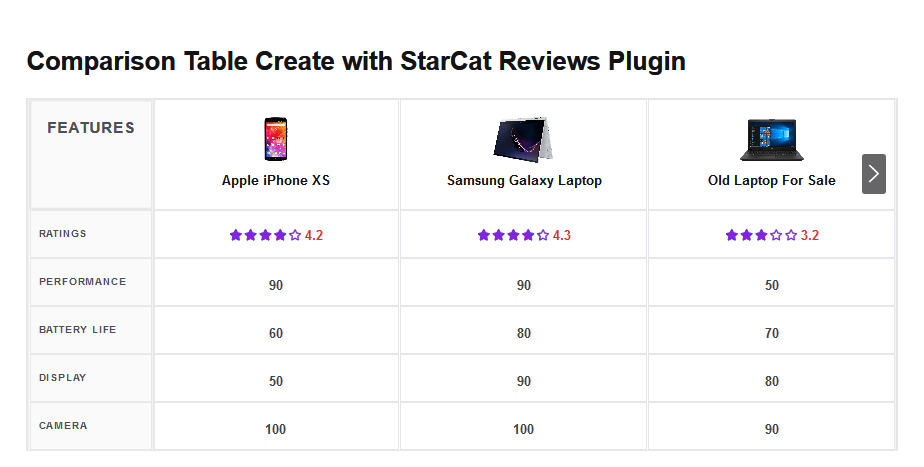 Comparison Table Create with StarCat Reviews Plugin
FEATURES
Apple iPhone XS Samsung Galaxy Laptop Old Laptop For Sale
RATINGS 4.2 4.3 3.2
PERFORMANCE 90 90 50
BATTERY LIFE 60 80 70
DISPLAY 50 90 80
CAMERA 100 100 90